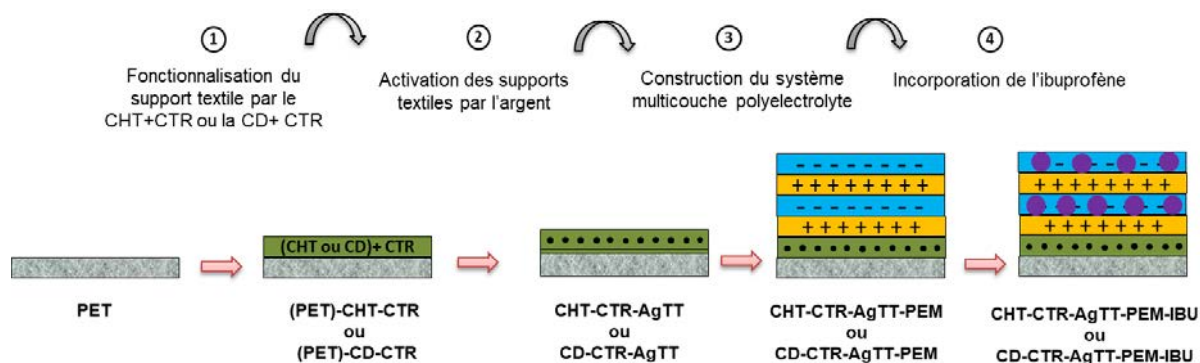 1
Fonctionnalisation du
support textile par le
CHT+CTR ou la CD+ CTR
2
Activation des supports
textiles par l'argent
3
Construction du système
multicouche polyelectrolyte
4
Incorporation de l'ibuprofène
(CHT ou CD)+ CTR
- - - - - - - -
+ + + + + + + +
- - - - - - - -
+ + + + + + +
+ + + + + + + +
+ + + + + + +
PET
(PET)-CHT-CTR
ou
(PET)-CD-CTR
CHT-CTR-AgTT
ou
CD-CTR-AgTT
CHT-CTR-AgTT-PEM
ou
CD-CTR-AgTT-PEM
CHT-CTR-AgTT-PEM-IBU
ou
CD-CTR-AgTT-PEM-IBU